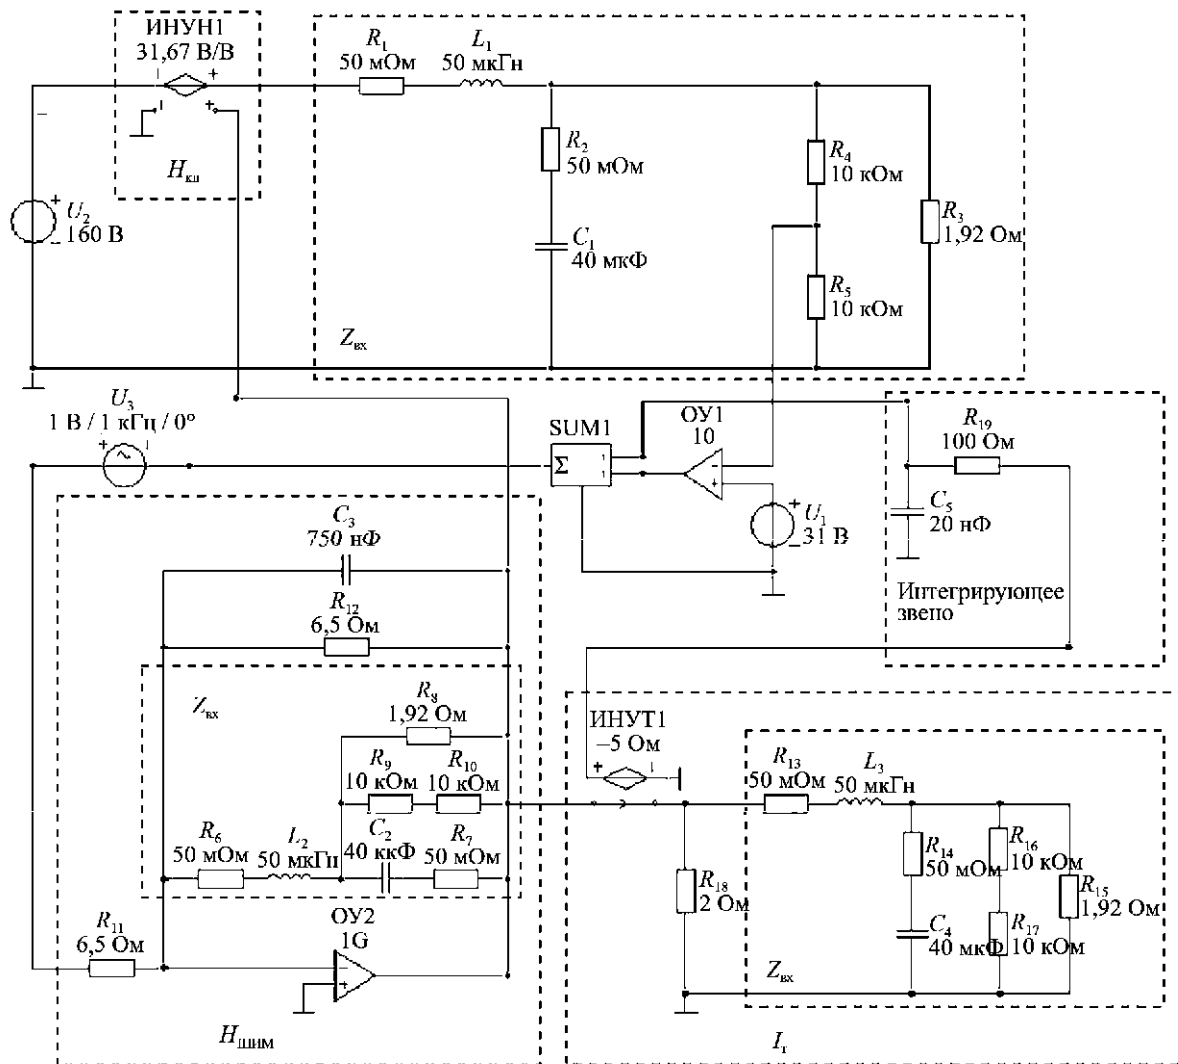 ИНУН1
31,67 В/В
R1
50 мОм
L1
50 мкГн
–
+
+
Hкп
R2
50 мОм
R4
10 кОм
+
U2
–
160 В
C1
40 мкФ
R3
1,92 Ом
R5
10 кОм
Zвх
U3
1 В / 1 кГц / 0°
+
SUM1
Σ
ОУ1
10
–
+
R19
100 Ом
C5
20 нФ
+
U1
–
31 В
Интегрирующее
звено
C3
750 нФ
R12
6,5 Ом
Zвх
R8
1,92 Ом
R9
10 кОм
R10
10 кОм
R6
50 мОм
L2
50 мкГн
C2
40 ккФ
R7
50 мОм
ИНУТ1
–5 Ом
+
R13
50 мОм
L3
50 мкГн
R14
50 мОм
R16
10 кОм
R18
2 Ом
R15
1,92 Ом
C4
40 мкФ
R17
10 кОм
Zвх
R11
6,5 Ом
ОУ2
1G
–
+
HШИМ
Iт